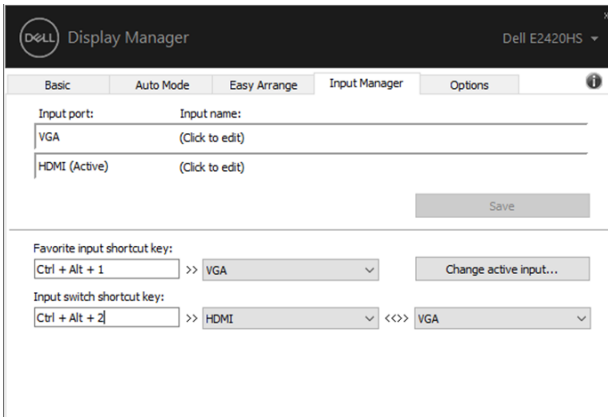 DELL Display Manager Dell E2420HS
Basic Auto Mode Easy Arrange Input Manager Options
Input port: Input name:
VGA (Click to edit)
HDMI (Active) (Click to edit)
Save
Favorite input shortcut key:
Ctrl + Alt + 1 >> VGA Change active input...
Input switch shortcut key:
Ctrl + Alt + 2 >> HDMI <<>> VGA